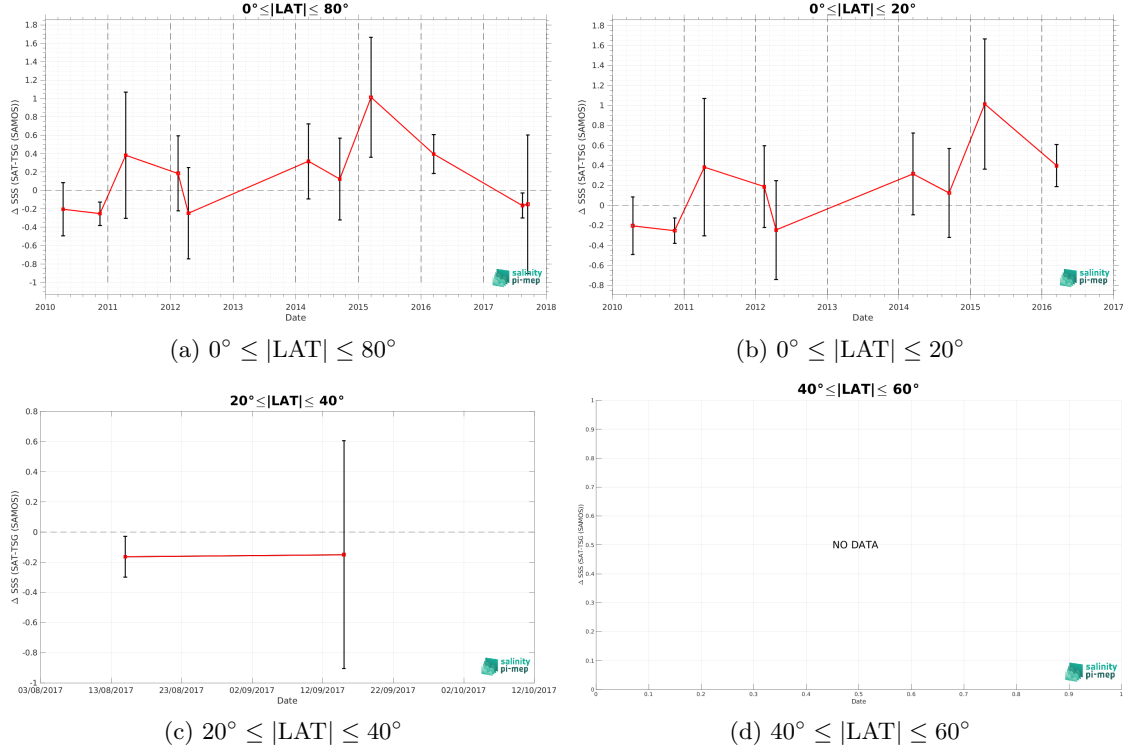 0°≤|LAT|≤ 80°
1.8
1.6
1.4
1.2
1
0.8
0.6
0.4
0.2
0
-0.2
-0.4
-0.6
-0.8
-1
Δ SSS (SAT-TSG (SAMOS))
2010 2011 2012 2013 2014 2015 2016 2017 2018
Date
salinity
pi-mep
(a) 0° ≤ |LAT| ≤ 80°
0°≤|LAT|≤ 20°
1.8
1.6
1.4
1.2
1
0.8
0.6
0.4
0.2
0
-0.2
-0.4
-0.6
-0.8
Δ SSS (SAT-TSG (SAMOS))
2010 2011 2012 2013 2014 2015 2016 2017
Date
salinity
pi-mep
(b) 0° ≤ |LAT| ≤ 20°
20°≤|LAT|≤ 40°
0.8
0.6
0.4
0.2
0
-0.2
-0.4
-0.6
-0.8
-1
Δ SSS (SAT-TSG (SAMOS))
03/08/2017 13/08/2017 23/08/2017 02/09/2017 12/09/2017 22/09/2017 02/10/2017 12/10/2017
Date
salinity
pi-mep
(c) 20° ≤ |LAT| ≤ 40°
40°≤|LAT|≤ 60°
1
0.9
0.8
0.7
0.6
0.5
0.4
0.3
0.2
0.1
0
Δ SSS (SAT-TSG (SAMOS))
NO DATA
0 0.1 0.2 0.3 0.4 0.5 0.6 0.7 0.8 0.9 1
Date
salinity
pi-mep
(d) 40° ≤ |LAT| ≤ 60°